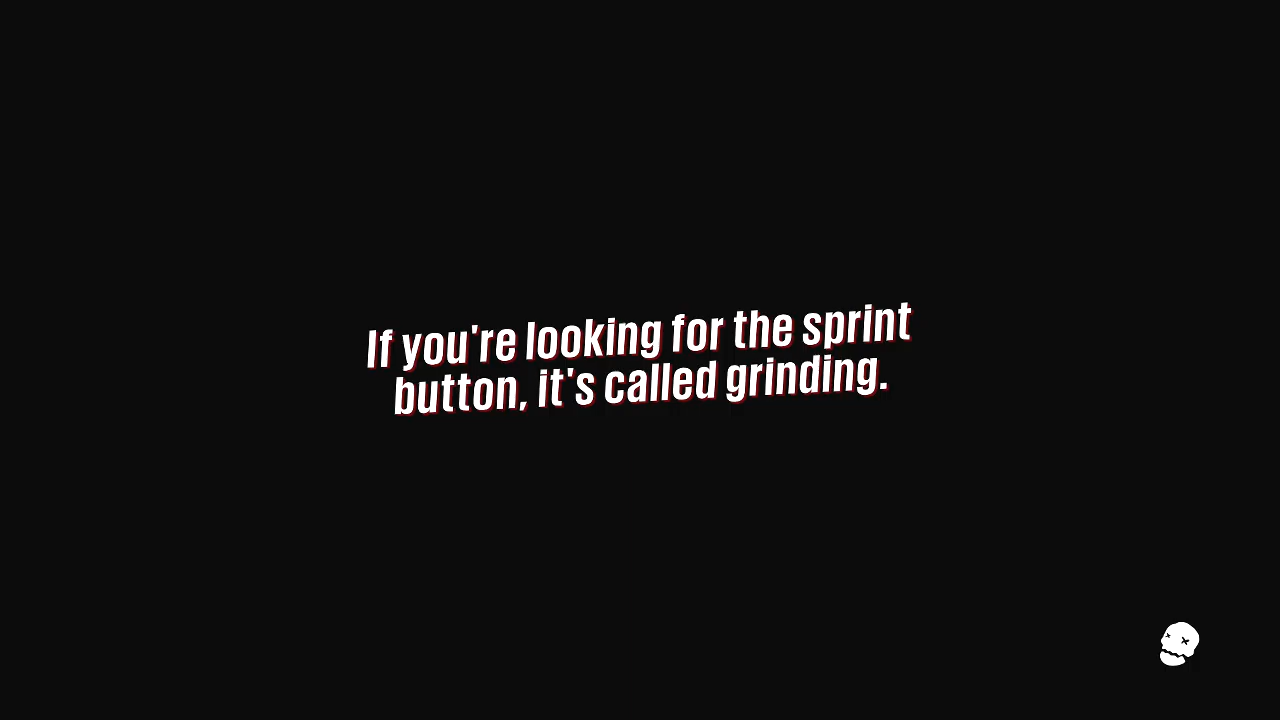 If you're looking for the sprint
button, it's called grinding.